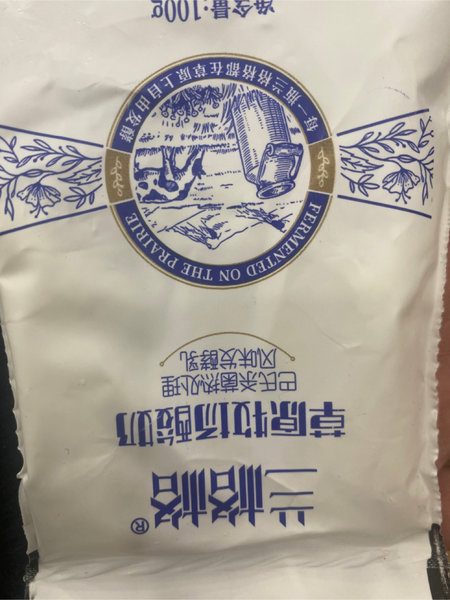 兰格格®
草原牧场酸奶
巴氏杀菌热处理
风味发酵乳
FERMENTED ON THE PRAIRIE
每一瓶兰格格都在草原上自由发酵
净含量:100g